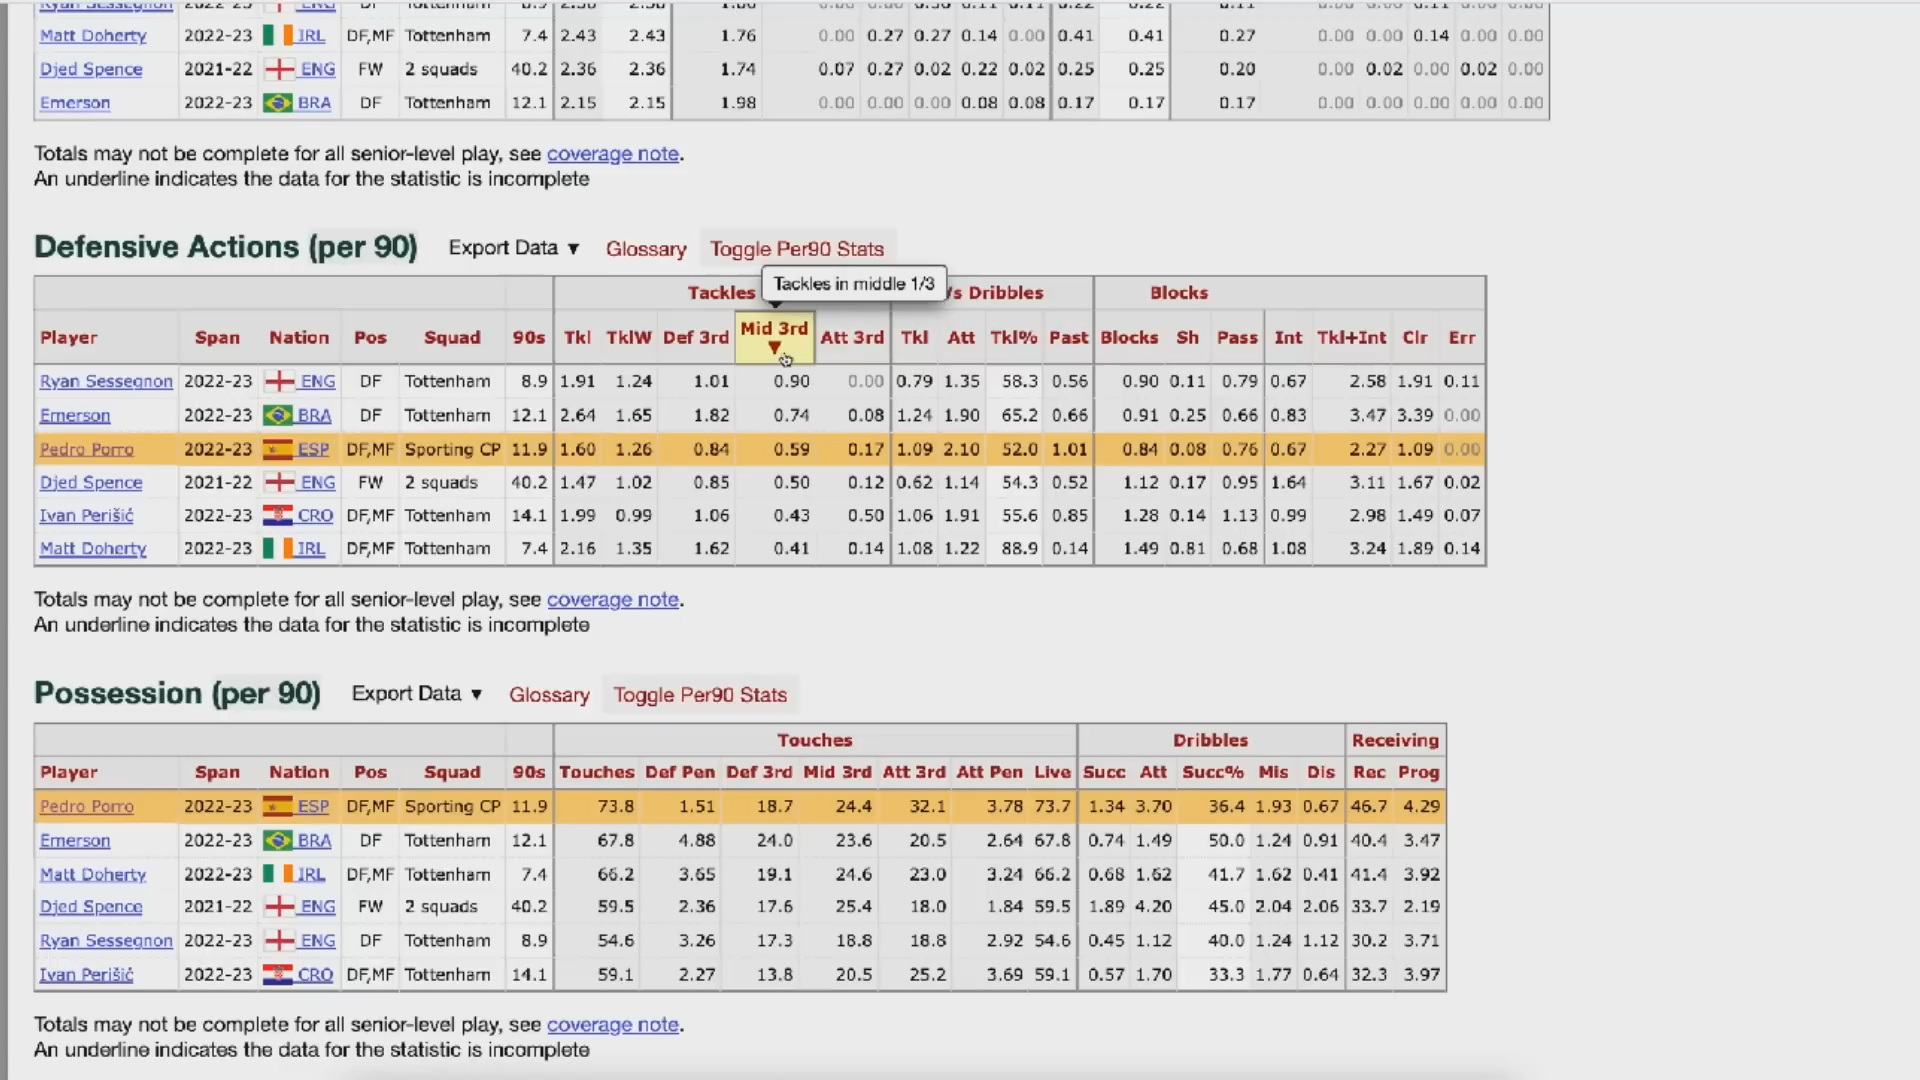 Matt Doherty 2022-23 IRL DF,MF Tottenham 7.4 2.43 2.43 1.76 0.00 0.27 0.27 0.14 0.00 0.41 0.41 0.27 0.00 0.00 0.14 0.00 0.00
Djed Spence 2021-22 ENG FW 2 squads 40.2 2.36 2.36 1.74 0.07 0.27 0.02 0.22 0.02 0.25 0.25 0.20 0.00 0.02 0.00 0.02 0.00
Emerson 2022-23 BRA DF Tottenham 12.1 2.15 2.15 1.98 0.00 0.00 0.00 0.08 0.08 0.17 0.17 0.17 0.00 0.00 0.00 0.00 0.00
Totals may not be complete for all senior-level play, see coverage note.
An underline indicates the data for the statistic is incomplete
Defensive Actions (per 90) Export Data ▼ Glossary Toggle Per90 Stats
Tackles in middle 1/3
Tackles Vs Dribbles Blocks
Player Span Nation Pos Squad 90s Tkl TklW Def 3rd Mid 3rd ▼ Att 3rd Tkl Att Tkl% Past Blocks Sh Pass Int Tkl+Int Clr Err
Ryan Sessegnon 2022-23 ENG DF Tottenham 8.9 1.91 1.24 1.01 0.90 0.00 0.79 1.35 58.3 0.56 0.90 0.11 0.79 0.67 2.58 1.91 0.11
Emerson 2022-23 BRA DF Tottenham 12.1 2.64 1.65 1.82 0.74 0.08 1.24 1.90 65.2 0.66 0.91 0.25 0.66 0.83 3.47 3.39 0.00
Pedro Porro 2022-23 ESP DF,MF Sporting CP 11.9 1.60 1.26 0.84 0.59 0.17 1.09 2.10 52.0 1.01 0.84 0.08 0.76 0.67 2.27 1.09 0.00
Djed Spence 2021-22 ENG FW 2 squads 40.2 1.47 1.02 0.85 0.50 0.12 0.62 1.14 54.3 0.52 1.12 0.17 0.95 1.64 3.11 1.67 0.02
Ivan Perišić 2022-23 CRO DF,MF Tottenham 14.1 1.99 0.99 1.06 0.43 0.50 1.06 1.91 55.6 0.85 1.28 0.14 1.13 0.99 2.98 1.49 0.07
Matt Doherty 2022-23 IRL DF,MF Tottenham 7.4 2.16 1.35 1.62 0.41 0.14 1.08 1.22 88.9 0.14 1.49 0.81 0.68 1.08 3.24 1.89 0.14
Totals may not be complete for all senior-level play, see coverage note.
An underline indicates the data for the statistic is incomplete
Possession (per 90) Export Data ▼ Glossary Toggle Per90 Stats
Touches Dribbles Receiving
Player Span Nation Pos Squad 90s Touches Def Pen Def 3rd Mid 3rd Att 3rd Att Pen Live Succ Att Succ% Mis Dis Rec Prog
Pedro Porro 2022-23 ESP DF,MF Sporting CP 11.9 73.8 1.51 18.7 24.4 32.1 3.78 73.7 1.34 3.70 36.4 1.93 0.67 46.7 4.29
Emerson 2022-23 BRA DF Tottenham 12.1 67.8 4.88 24.0 23.6 20.5 2.64 67.8 0.74 1.49 50.0 1.24 0.91 40.4 3.47
Matt Doherty 2022-23 IRL DF,MF Tottenham 7.4 66.2 3.65 19.1 24.6 23.0 3.24 66.2 0.68 1.62 41.7 1.62 0.41 41.4 3.92
Djed Spence 2021-22 ENG FW 2 squads 40.2 59.5 2.36 17.6 25.4 18.0 1.84 59.5 1.89 4.20 45.0 2.04 2.06 33.7 2.19
Ryan Sessegnon 2022-23 ENG DF Tottenham 8.9 54.6 3.26 17.3 18.8 18.8 2.92 54.6 0.45 1.12 40.0 1.24 1.12 30.2 3.71
Ivan Perišić 2022-23 CRO DF,MF Tottenham 14.1 59.1 2.27 13.8 20.5 25.2 3.69 59.1 0.57 1.70 33.3 1.77 0.64 32.3 3.97
Totals may not be complete for all senior-level play, see coverage note.
An underline indicates the data for the statistic is incomplete